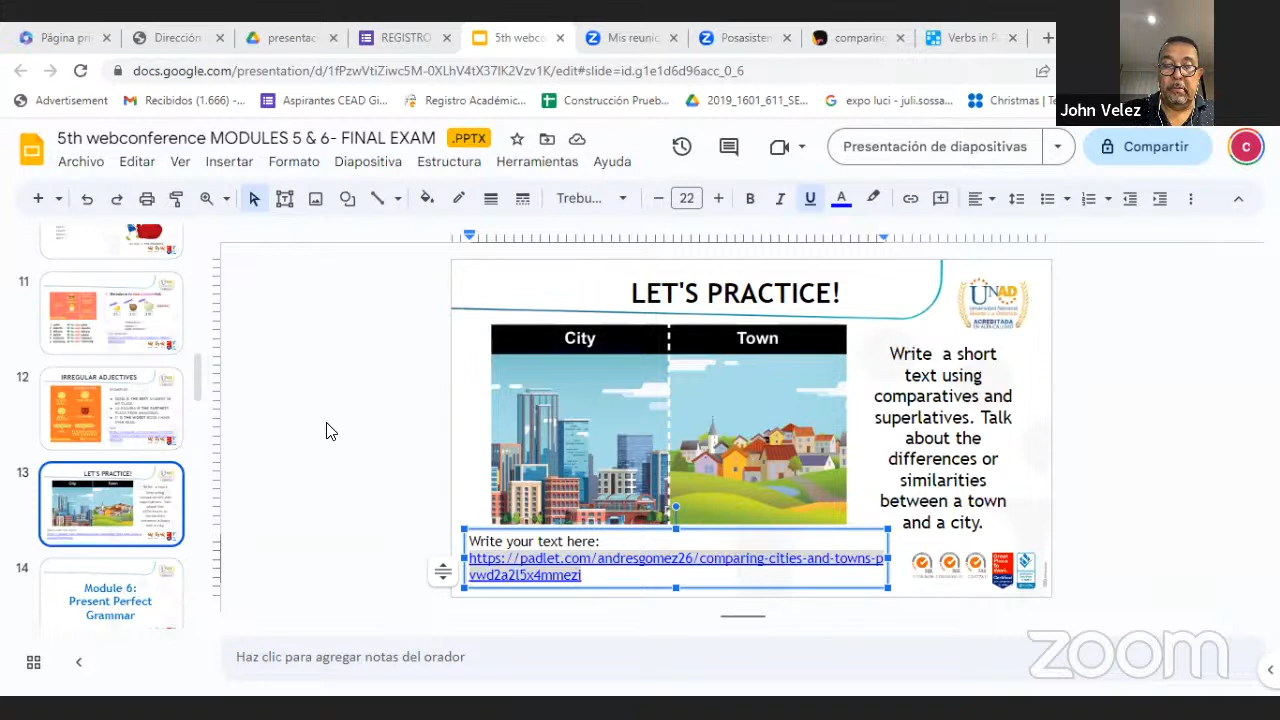 Página pri
Dirección
presentac
REGISTRO
5th webco
Mis reunic
Posasisten
comparing
Verbs in P
John Velez
docs.google.com/presentation/d/1fPzwVtiZiwc5M-0XLhV4tX37lK2Vzv1K/edit#slide=id.g1e1d6d96acc_0_6
Advertisement
Recibidos (1.666) -...
Aspirantes CEAD Gi...
Registro Académic...
Construcción Prueb...
2019_1601_611_SE...
expo luci - juli.sossa...
Christmas | Te
5th webconference MODULES 5 & 6- FINAL EXAM
.PPTX
Archivo Editar Ver Insertar Formato Diapositiva Estructura Herramientas Ayuda
Presentación de diapositivas
Compartir
C
Trebu...
22
B
I
U
A
11
12
IRREGULAR ADJECTIVES
13
LET'S PRACTICE!
City
Town
14
Module 6:
Present Perfect
Grammar
LET'S PRACTICE!
UNAD
ACREDITADA
EN ALTA CALIDAD
City
Town
Write a short
text using
comparatives and
superlatives. Talk
about the
differences or
similarities
between a town
and a city.
Write your text here:
https://padlet.com/andresgomez26/comparing-cities-and-towns-p
vwd2a2l5x4mmezi
Haz clic para agregar notas del orador
zoom